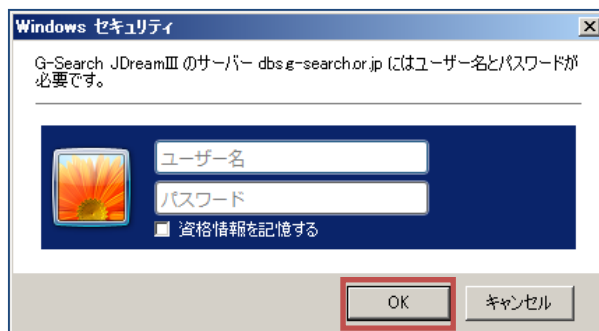 Windows セキュリティ
G-Search JDreamⅢ のサーバー dbs.g-search.or.jp にはユーザー名とパスワードが
必要です。
ユーザー名
パスワード
資格情報を記憶する
OK
キャンセル